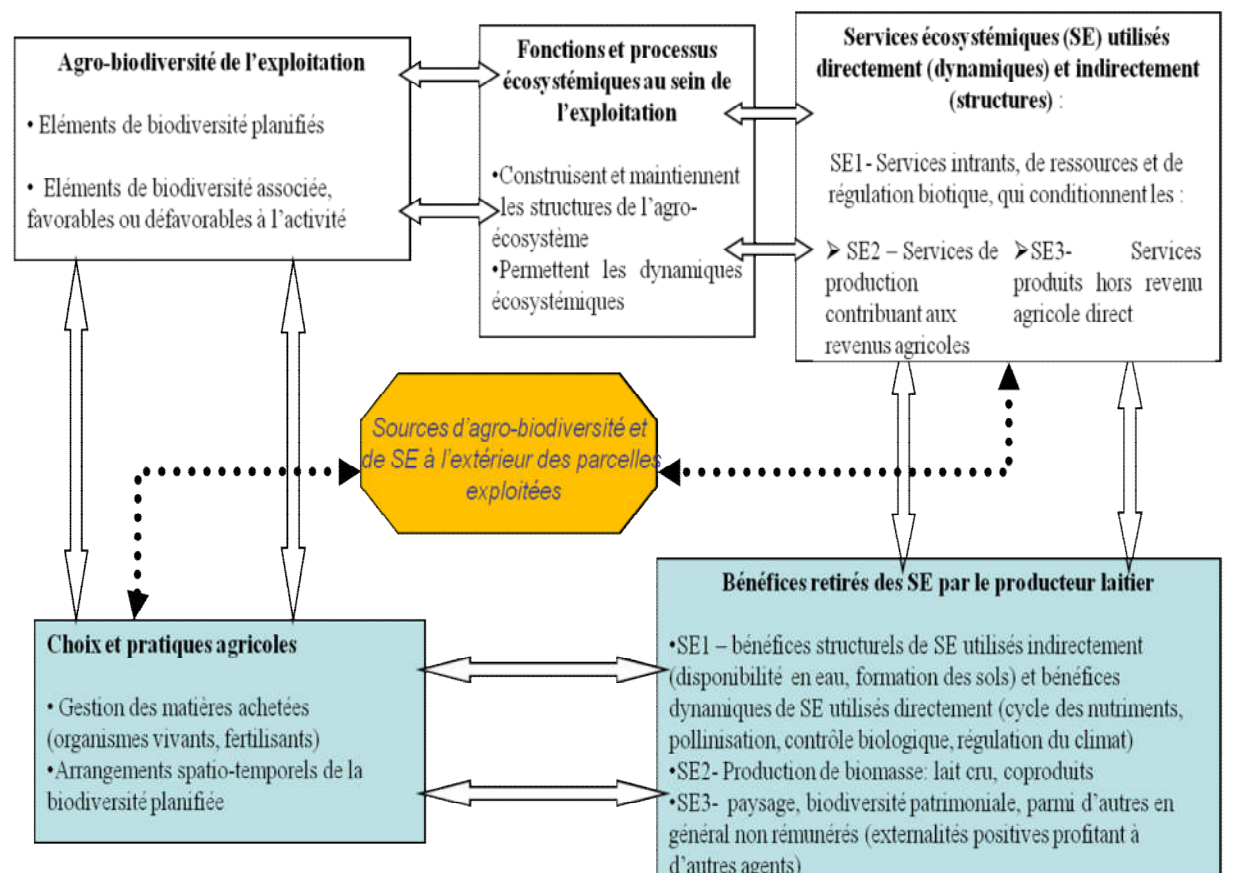 Agro-biodiversité de l'exploitation
• Eléments de biodiversité planifiés
• Eléments de biodiversité associée,
favorables ou défavorables à l'activité
Fonctions et processus
écosystémiques au sein de
l'exploitation
•Construisent et maintiennent
les structures de l'agro-
écosystème
•Permettent les dynamiques
écosystémiques
Services écosystémiques (SE) utilisés
directement (dynamiques) et indirectement
(structures) :
SE1- Services intrants, de ressources et de
régulation biotique, qui conditionnent les :
➢ SE2 – Services de
production
contribuant aux
revenus agricoles
➢SE3- Services
produits hors revenu
agricole direct
Sources d'agro-biodiversité et
de SE à l'extérieur des parcelles
exploitées
Choix et pratiques agricoles
• Gestion des matières achetées
(organismes vivants, fertilisants)
•Arrangements spatio-temporels de la
biodiversité planifiée
Bénéfices retirés des SE par le producteur laitier
•SE1 – bénéfices structurels de SE utilisés indirectement
(disponibilité en eau, formation des sols) et bénéfices
dynamiques de SE utilisés directement (cycle des nutriments,
pollinisation, contrôle biologique, régulation du climat)
•SE2- Production de biomasse: lait cru, coproduits
•SE3- paysage, biodiversité patrimoniale, parmi d'autres en
général non rémunérés (externalités positives profitant à
d'autres agents)